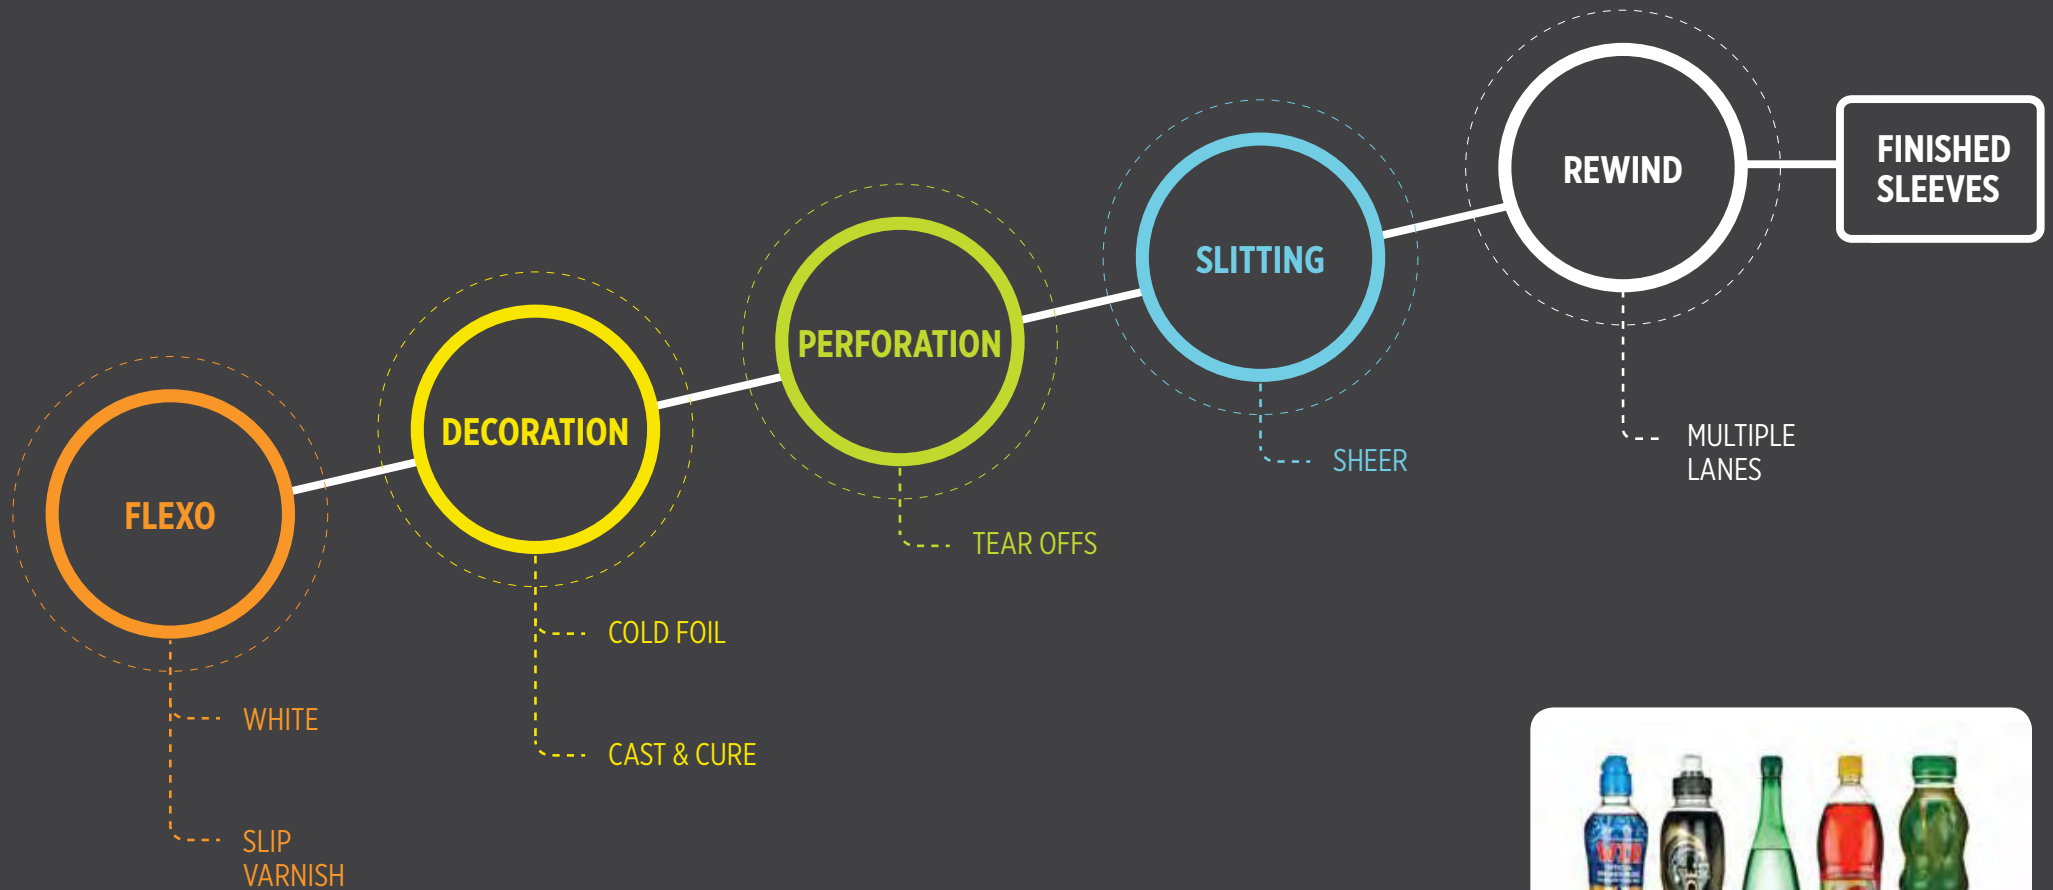 FLEXO
WHITE
SLIP
VARNISH
DECORATION
COLD FOIL
CAST & CURE
PERFORATION
TEAR OFFS
SLITTING
SHEER
REWIND
MULTIPLE
LANES
FINISHED
SLEEVES
WIN